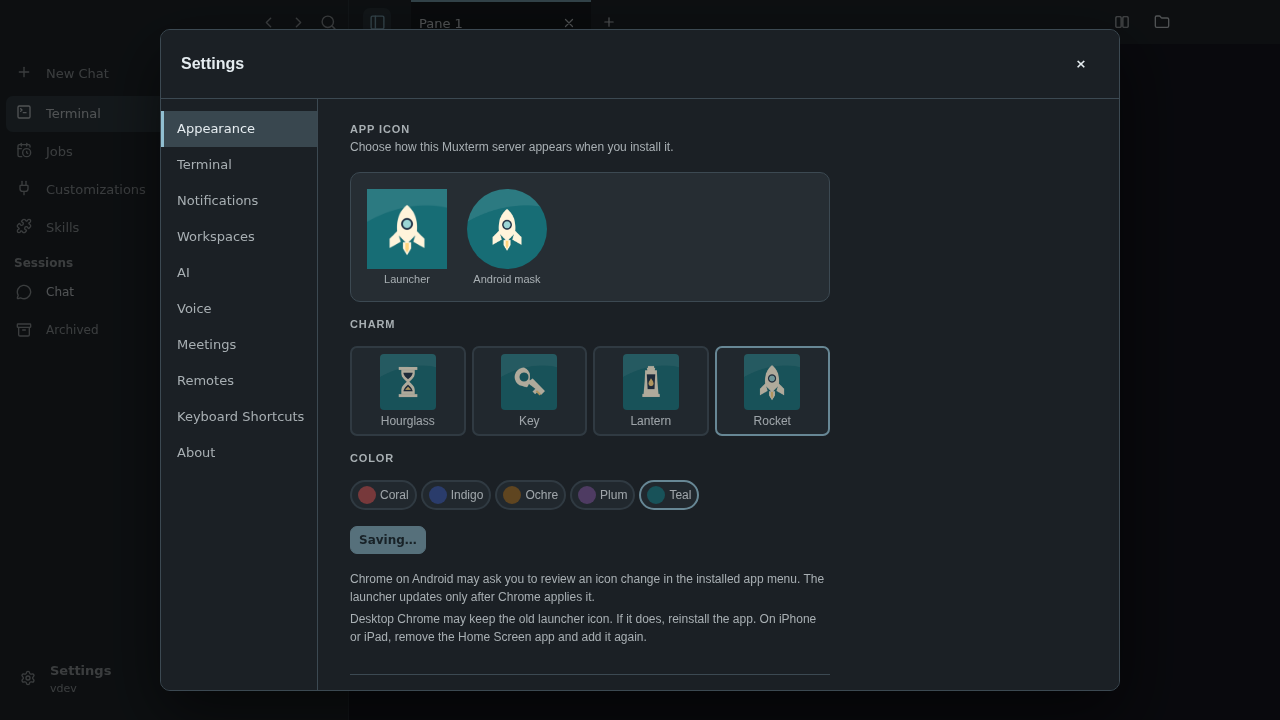 Pane 1
New Chat
Terminal
Jobs
Customizations
Skills
Sessions
Chat
Archived
Settings
vdev
Settings
Appearance
Terminal
Notifications
Workspaces
AI
Voice
Meetings
Remotes
Keyboard Shortcuts
About
APP ICON
Choose how this Muxterm server appears when you install it.
Launcher
Android mask
CHARM
Hourglass
Key
Lantern
Rocket
COLOR
Coral
Indigo
Ochre
Plum
Teal
Saving…
Chrome on Android may ask you to review an icon change in the installed app menu. The
launcher updates only after Chrome applies it.
Desktop Chrome may keep the old launcher icon. If it does, reinstall the app. On iPhone
or iPad, remove the Home Screen app and add it again.